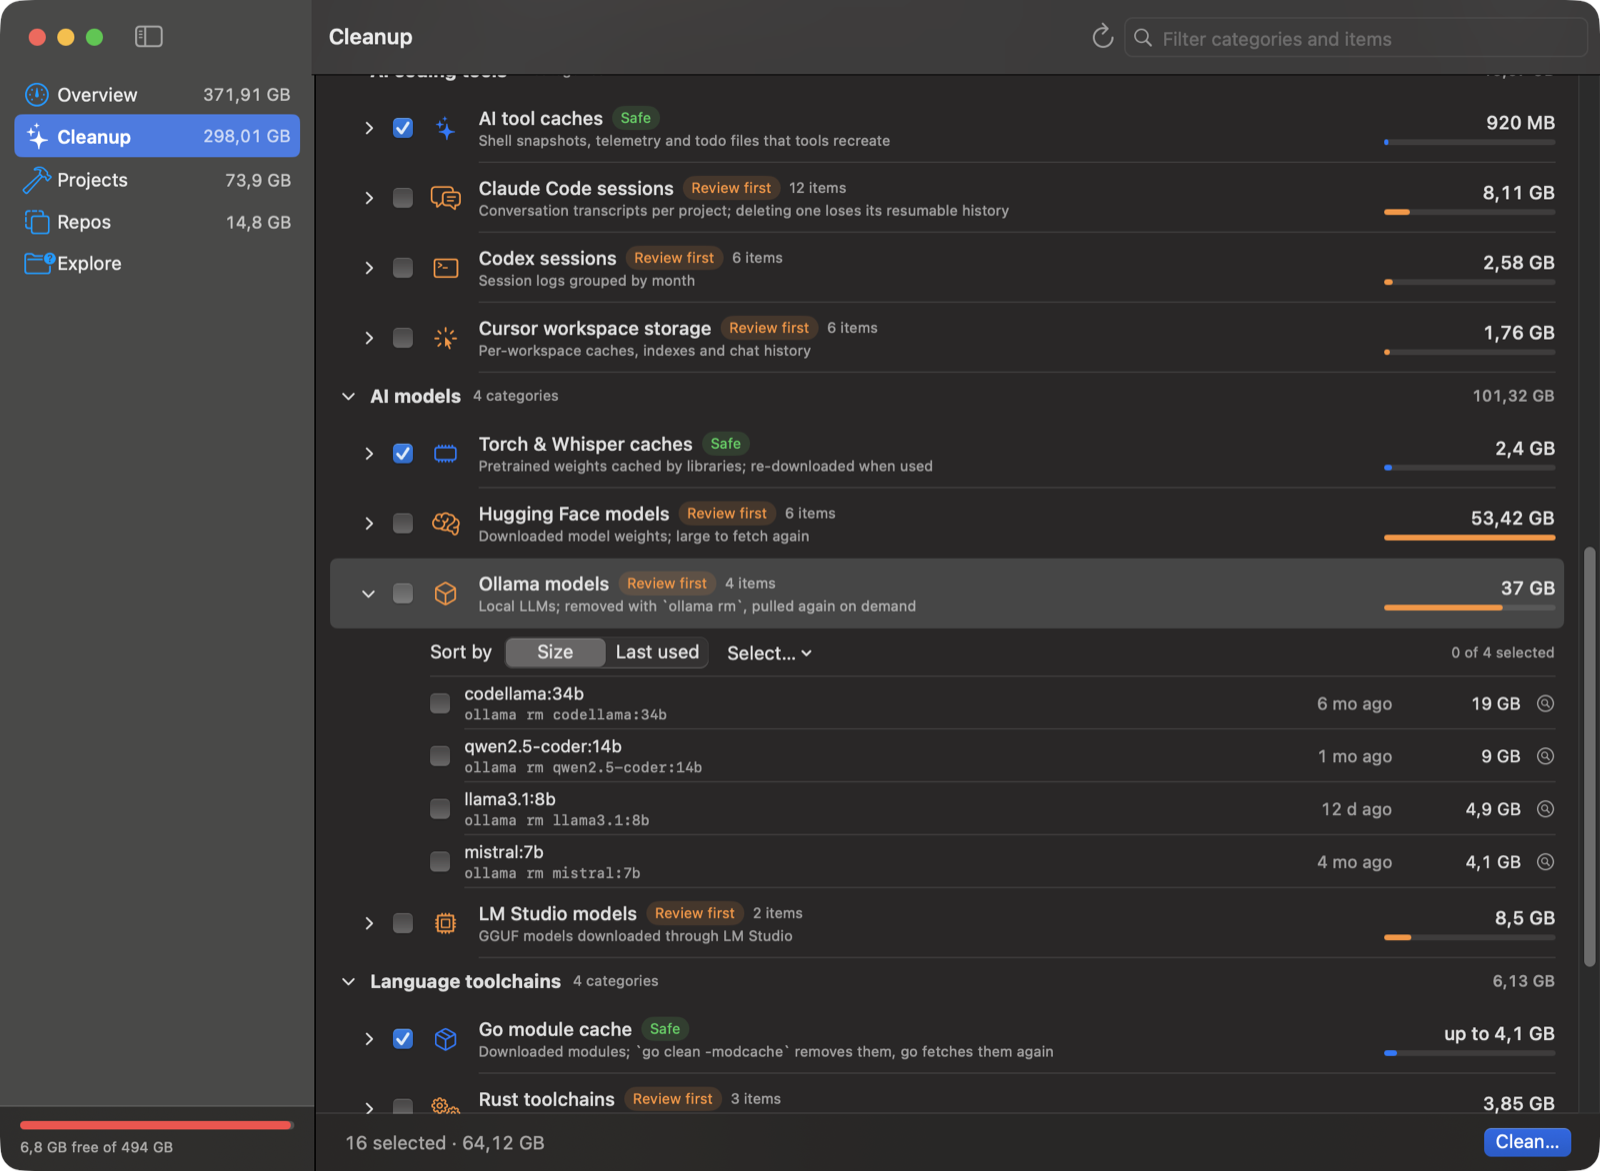 Cleanup
Filter categories and items
Overview 371,91 GB
Cleanup 298,01 GB
Projects 73,9 GB
Repos 14,8 GB
Explore
AI coding tools
AI tool caches Safe 920 MB
Shell snapshots, telemetry and todo files that tools recreate
Claude Code sessions Review first 12 items 8,11 GB
Conversation transcripts per project; deleting one loses its resumable history
Codex sessions Review first 6 items 2,58 GB
Session logs grouped by month
Cursor workspace storage Review first 6 items 1,76 GB
Per-workspace caches, indexes and chat history
AI models 4 categories 101,32 GB
Torch & Whisper caches Safe 2,4 GB
Pretrained weights cached by libraries; re-downloaded when used
Hugging Face models Review first 6 items 53,42 GB
Downloaded model weights; large to fetch again
Ollama models Review first 4 items 37 GB
Local LLMs; removed with `ollama rm`, pulled again on demand
Sort by Size Last used Select... 0 of 4 selected
codellama:34b 6 mo ago 19 GB
ollama rm codellama:34b
qwen2.5-coder:14b 1 mo ago 9 GB
ollama rm qwen2.5-coder:14b
llama3.1:8b 12 d ago 4,9 GB
ollama rm llama3.1:8b
mistral:7b 4 mo ago 4,1 GB
ollama rm mistral:7b
LM Studio models Review first 2 items 8,5 GB
GGUF models downloaded through LM Studio
Language toolchains 4 categories 6,13 GB
Go module cache Safe up to 4,1 GB
Downloaded modules; `go clean -modcache` removes them, go fetches them again
Rust toolchains Review first 3 items 3,85 GB
6,8 GB free of 494 GB
16 selected · 64,12 GB
Clean...